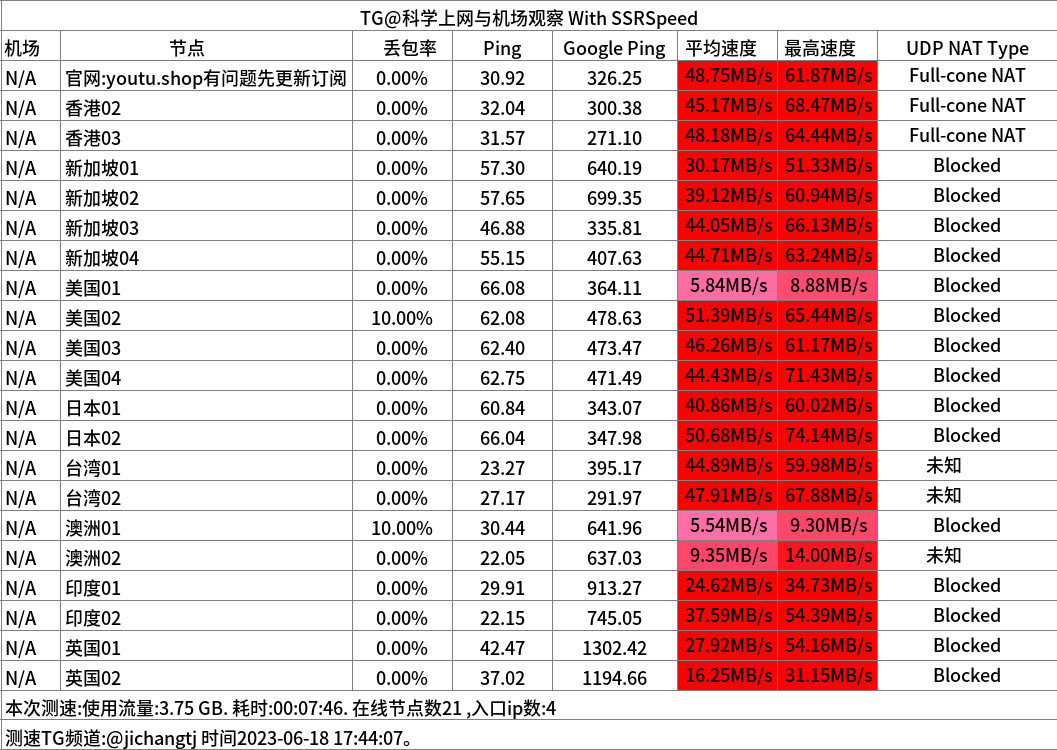 TG@科学上网与机场观察 With SSRSpeed
机场 节点 丢包率 Ping Google Ping 平均速度 最高速度 UDP NAT Type
N/A 官网:youtu.shop有问题先更新订阅 0.00% 30.92 326.25 48.75MB/s 61.87MB/s Full-cone NAT
N/A 香港02 0.00% 32.04 300.38 45.17MB/s 68.47MB/s Full-cone NAT
N/A 香港03 0.00% 31.57 271.10 48.18MB/s 64.44MB/s Full-cone NAT
N/A 新加坡01 0.00% 57.30 640.19 30.17MB/s 51.33MB/s Blocked
N/A 新加坡02 0.00% 57.65 699.35 39.12MB/s 60.94MB/s Blocked
N/A 新加坡03 0.00% 46.88 335.81 44.05MB/s 66.13MB/s Blocked
N/A 新加坡04 0.00% 55.15 407.63 44.71MB/s 63.24MB/s Blocked
N/A 美国01 0.00% 66.08 364.11 5.84MB/s 8.88MB/s Blocked
N/A 美国02 10.00% 62.08 478.63 51.39MB/s 65.44MB/s Blocked
N/A 美国03 0.00% 62.40 473.47 46.26MB/s 61.17MB/s Blocked
N/A 美国04 0.00% 62.75 471.49 44.43MB/s 71.43MB/s Blocked
N/A 日本01 0.00% 60.84 343.07 40.86MB/s 60.02MB/s Blocked
N/A 日本02 0.00% 66.04 347.98 50.68MB/s 74.14MB/s Blocked
N/A 台湾01 0.00% 23.27 395.17 44.89MB/s 59.98MB/s 未知
N/A 台湾02 0.00% 27.17 291.97 47.91MB/s 67.88MB/s 未知
N/A 澳洲01 10.00% 30.44 641.96 5.54MB/s 9.30MB/s Blocked
N/A 澳洲02 0.00% 22.05 637.03 9.35MB/s 14.00MB/s 未知
N/A 印度01 0.00% 29.91 913.27 24.62MB/s 34.73MB/s Blocked
N/A 印度02 0.00% 22.15 745.05 37.59MB/s 54.39MB/s Blocked
N/A 英国01 0.00% 42.47 1302.42 27.92MB/s 54.16MB/s Blocked
N/A 英国02 0.00% 37.02 1194.66 16.25MB/s 31.15MB/s Blocked
本次测速:使用流量:3.75 GB. 耗时:00:07:46. 在线节点数21 ,入口ip数:4
测速TG频道:@jichangtj 时间2023-06-18 17:44:07。